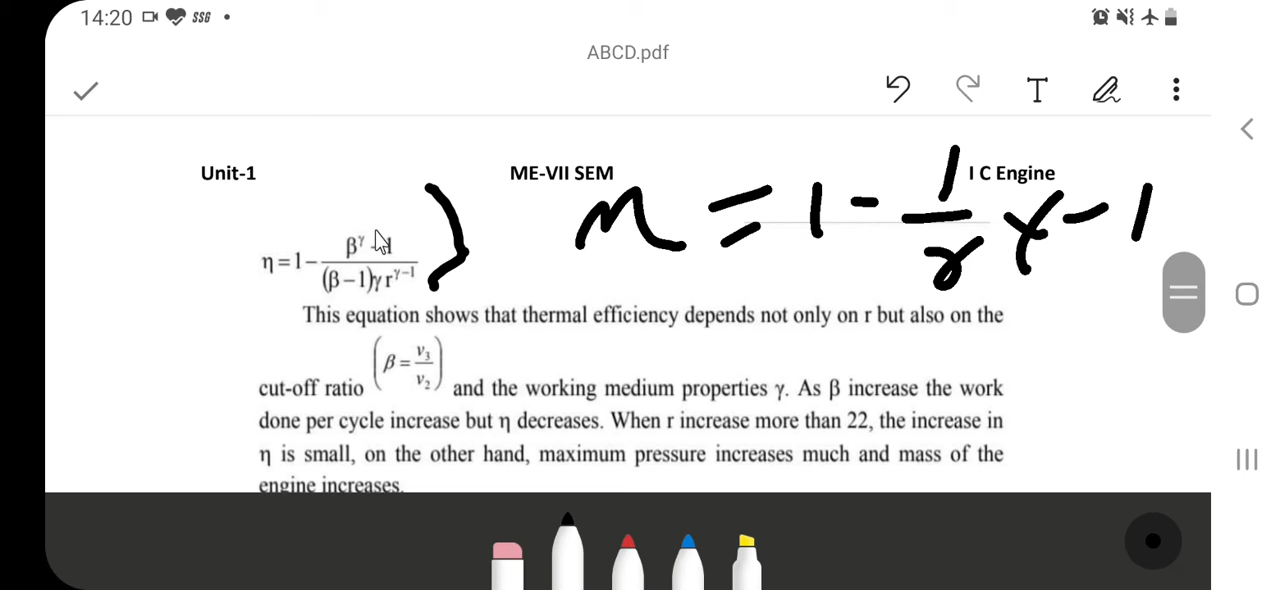 14:20 SSG
ABCD.pdf
T
Unit-1 ME-VII SEM I C Engine
η = 1 − (β^γ − 1) / ((β − 1)γ r^(γ−1))
η = 1 - 1/r γ - 1
This equation shows that thermal efficiency depends not only on r but also on the
cut-off ratio (β = v₃/v₂) and the working medium properties γ. As β increase the work
done per cycle increase but η decreases. When r increase more than 22, the increase in
η is small, on the other hand, maximum pressure increases much and mass of the
engine increases.